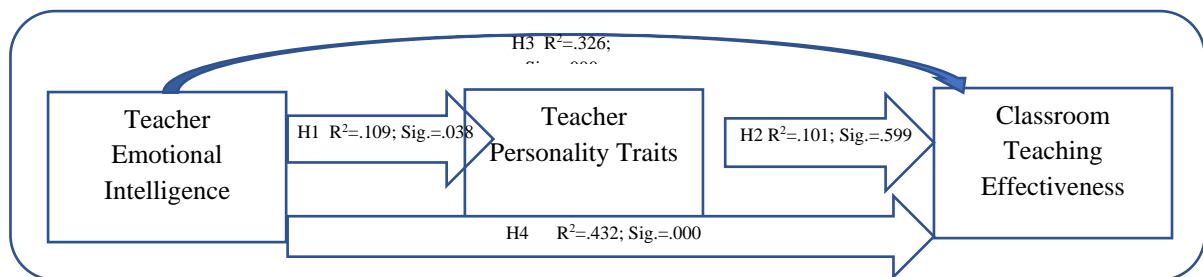 H3 R²=.326;
Teacher
Emotional
Intelligence
H1 R²=.109; Sig.=.038
Teacher
Personality Traits
H2 R²=.101; Sig.=.599
Classroom
Teaching
Effectiveness
H4 R²=.432; Sig.=.000